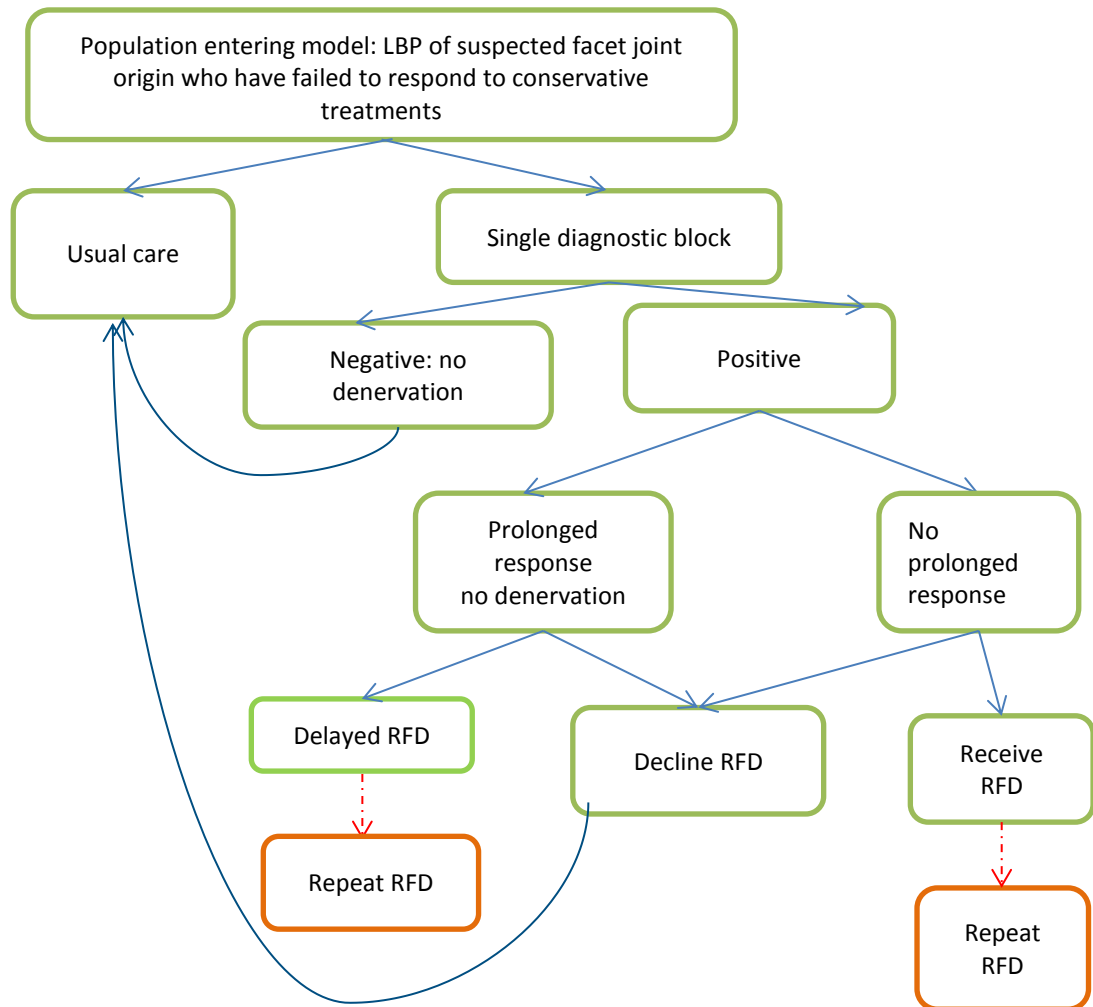 Population entering model: LBP of suspected facet joint
origin who have failed to respond to conservative
treatments
Usual care
Single diagnostic block
Negative: no
denervation
Positive
Prolonged
response
no denervation
No
prolonged
response
Delayed RFD
Decline RFD
Receive
RFD
Repeat RFD
Repeat
RFD